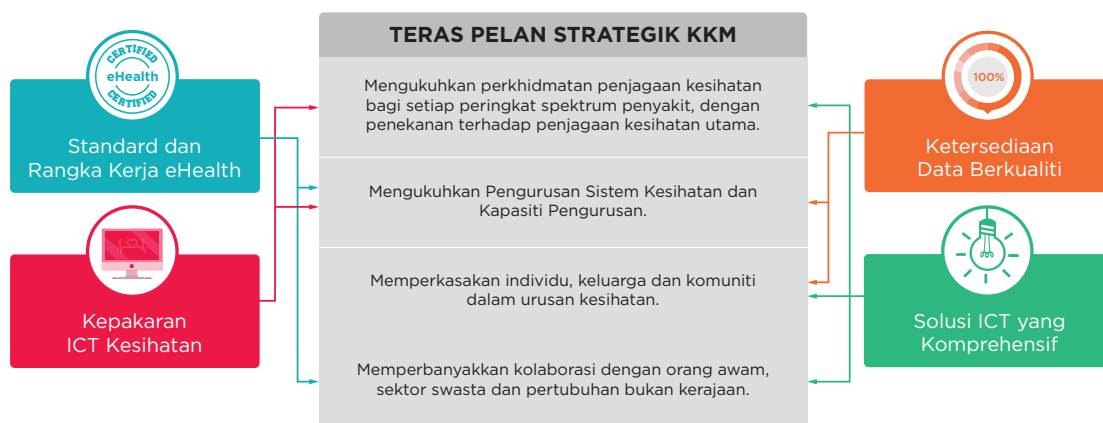 TERAS PELAN STRATEGIK KKM
CERTIFIED
eHealth
CERTIFIED
Standard dan
Rangka Kerja eHealth
Kepakaran
ICT Kesihatan
Mengukuhkan perkhidmatan penjagaan kesihatan
bagi setiap peringkat spektrum penyakit, dengan
penekanan terhadap penjagaan kesihatan utama.
Mengukuhkan Pengurusan Sistem Kesihatan dan
Kapasiti Pengurusan.
Memperkasakan individu, keluarga dan komuniti
dalam urusan kesihatan.
Memperbanyakkan kolaborasi dengan orang awam,
sektor swasta dan pertubuhan bukan kerajaan.
100%
Ketersediaan
Data Berkualiti
Solusi ICT yang
Komprehensif